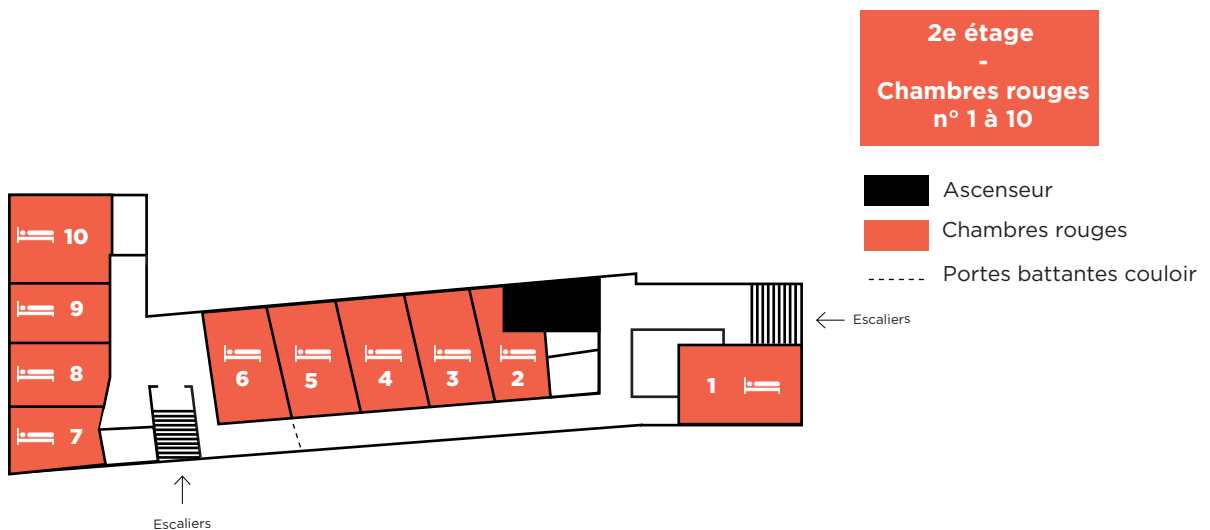 2e étage
-
Chambres rouges
n° 1 à 10
Ascenseur
Chambres rouges
Portes battantes couloir
10
9
8
7
6
5
4
3
2
1
Escaliers
Escaliers